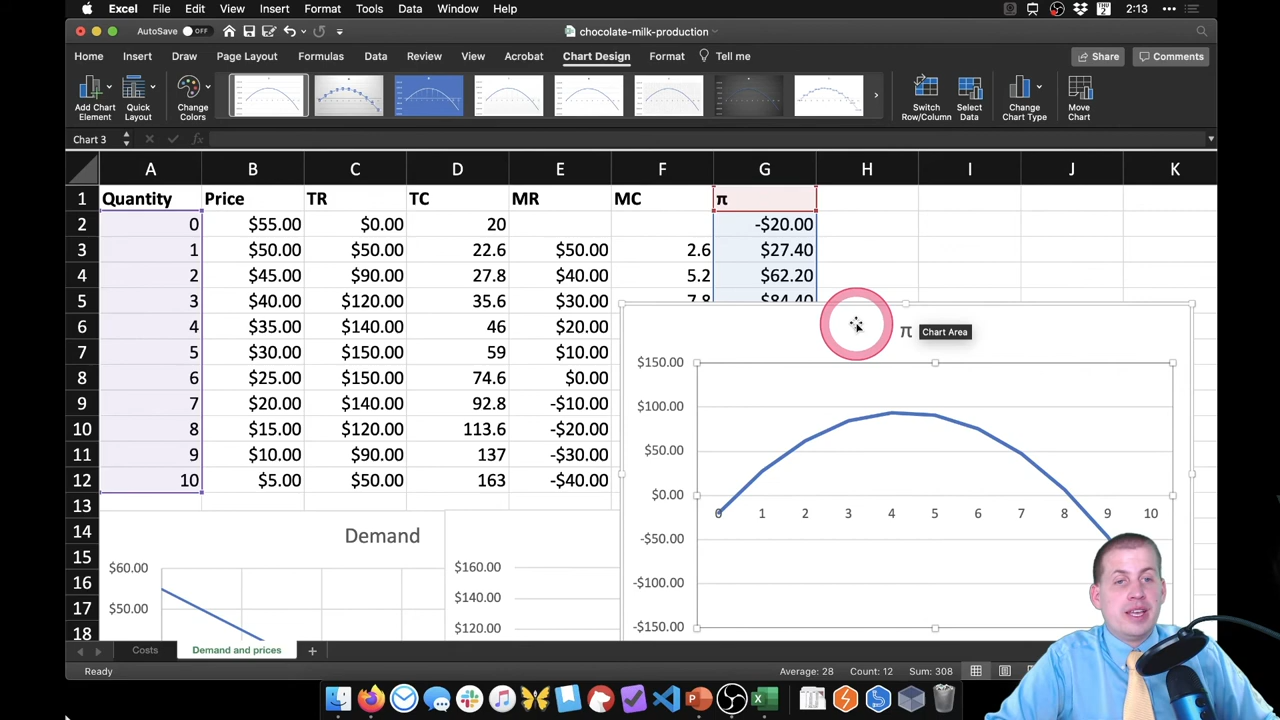 Excel File Edit View Insert Format Tools Data Window Help THU 2 2:13
AutoSave OFF chocolate-milk-production
Home Insert Draw Page Layout Formulas Data Review View Acrobat Chart Design Format Tell me Share Comments
Add Chart Element Quick Layout Change Colors Switch Row/Column Select Data Change Chart Type Move Chart
Chart 3 fx
A B C D E F G H I J K
1 Quantity Price TR TC MR MC π
2 0 $55.00 $0.00 20 -$20.00
3 1 $50.00 $50.00 22.6 $50.00 2.6 $27.40
4 2 $45.00 $90.00 27.8 $40.00 5.2 $62.20
5 3 $40.00 $120.00 35.6 $30.00 7.8 $84.40
6 4 $35.00 $140.00 46 $20.00
7 5 $30.00 $150.00 59 $10.00
8 6 $25.00 $150.00 74.6 $0.00
9 7 $20.00 $140.00 92.8 -$10.00
10 8 $15.00 $120.00 113.6 -$20.00
11 9 $10.00 $90.00 137 -$30.00
12 10 $5.00 $50.00 163 -$40.00
13
14
15
16
17
18
π Chart Area
$150.00
$100.00
$50.00
$0.00
0 1 2 3 4 5 6 7 8 9 10
-$50.00
-$100.00
-$150.00
Demand
$60.00
$50.00
$160.00
$140.00
$120.00
Costs Demand and prices +
Ready Average: 28 Count: 12 Sum: 308